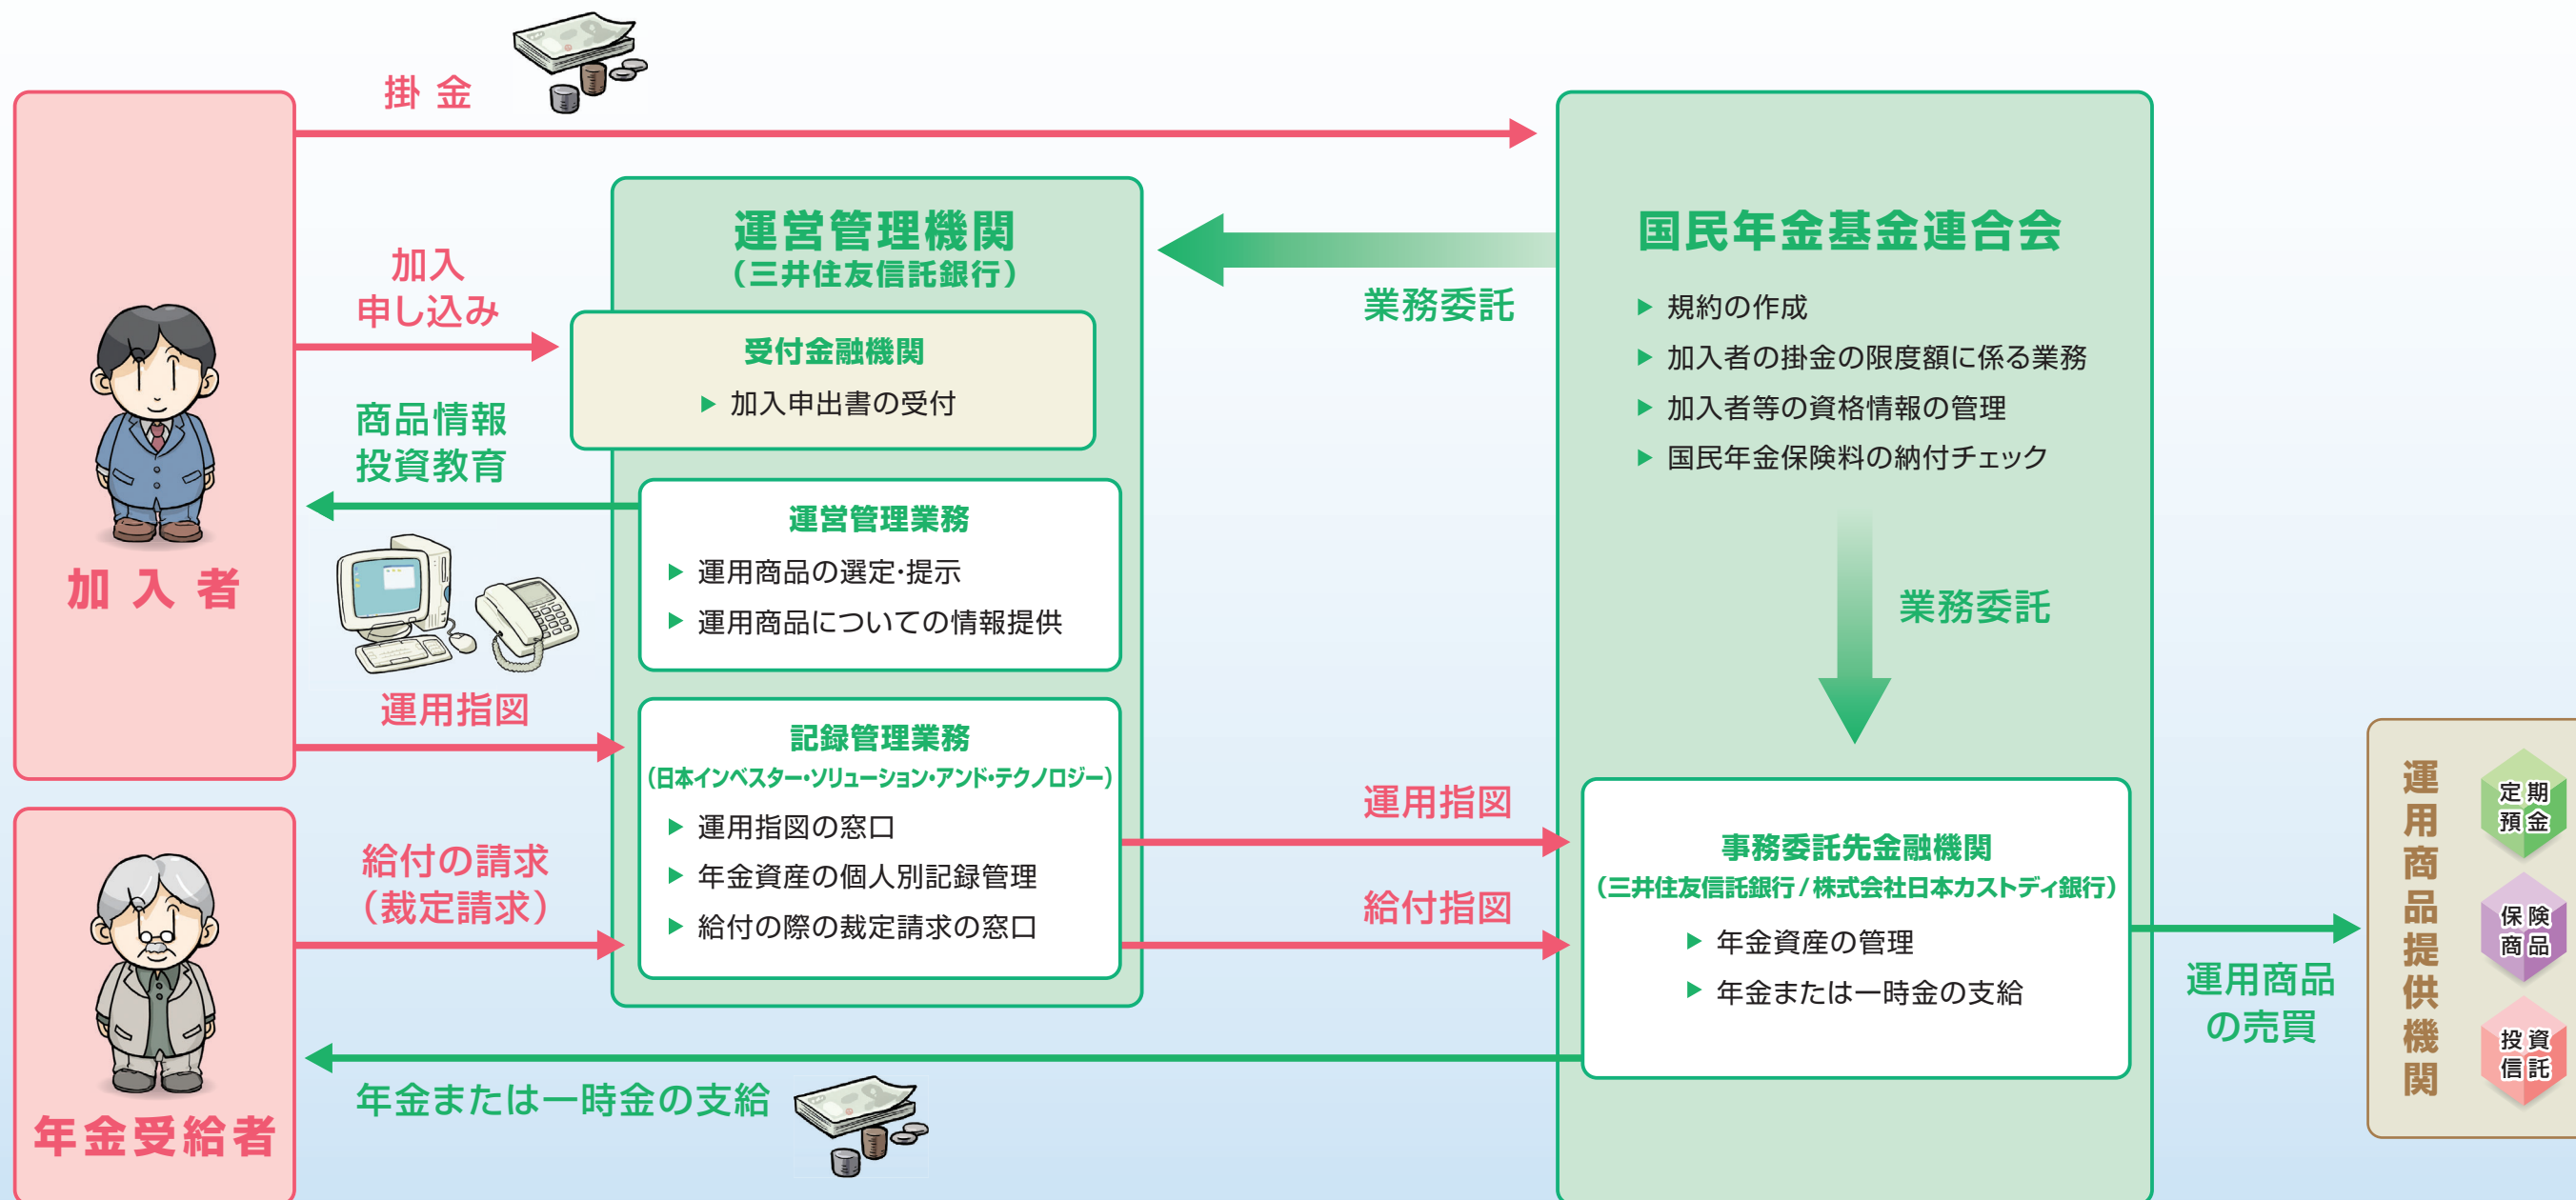 掛金
加入者
加入
申し込み
商品情報
投資教育
運用指図
運営管理機関
（三井住友信託銀行）
受付金融機関
▶ 加入申出書の受付
運営管理業務
▶ 運用商品の選定・提示
▶ 運用商品についての情報提供
記録管理業務
（日本インベスター・ソリューション・アンド・テクノロジー）
▶ 運用指図の窓口
▶ 年金資産の個人別記録管理
▶ 給付の際の裁定請求の窓口
業務委託
国民年金基金連合会
▶ 規約の作成
▶ 加入者の掛金の限度額に係る業務
▶ 加入者等の資格情報の管理
▶ 国民年金保険料の納付チェック
業務委託
運用指図
給付指図
事務委託先金融機関
（三井住友信託銀行/株式会社日本カストディ銀行）
▶ 年金資産の管理
▶ 年金または一時金の支給
運用商品
の売買
運用商品提供機関
定期
預金
保険
商品
投資
信託
年金受給者
給付の請求
（裁定請求）
年金または一時金の支給